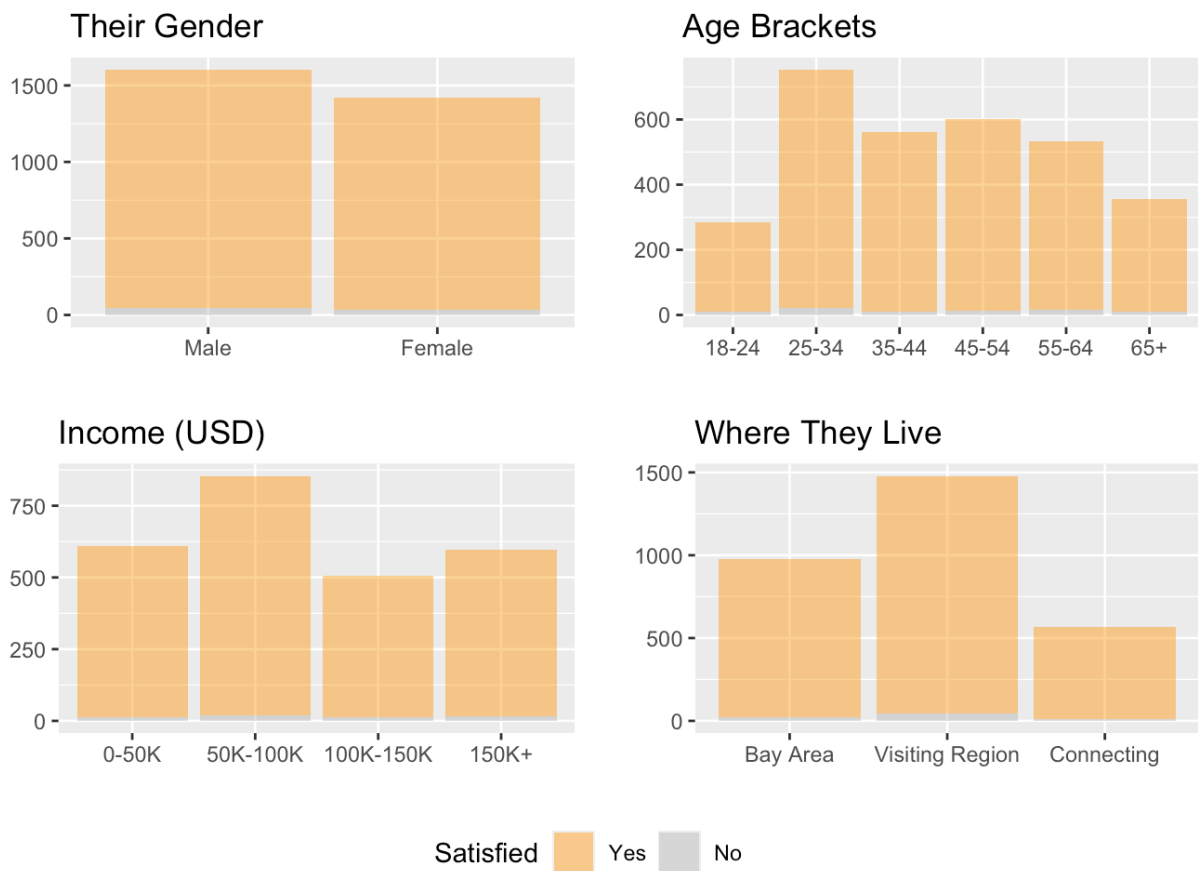 Their Gender
1500
1000
500
0
Male Female
Age Brackets
600
400
200
0
18-24 25-34 35-44 45-54 55-64 65+
Income (USD)
750
500
250
0
0-50K 50K-100K 100K-150K 150K+
Where They Live
1500
1000
500
0
Bay Area Visiting Region Connecting
Satisfied Yes No